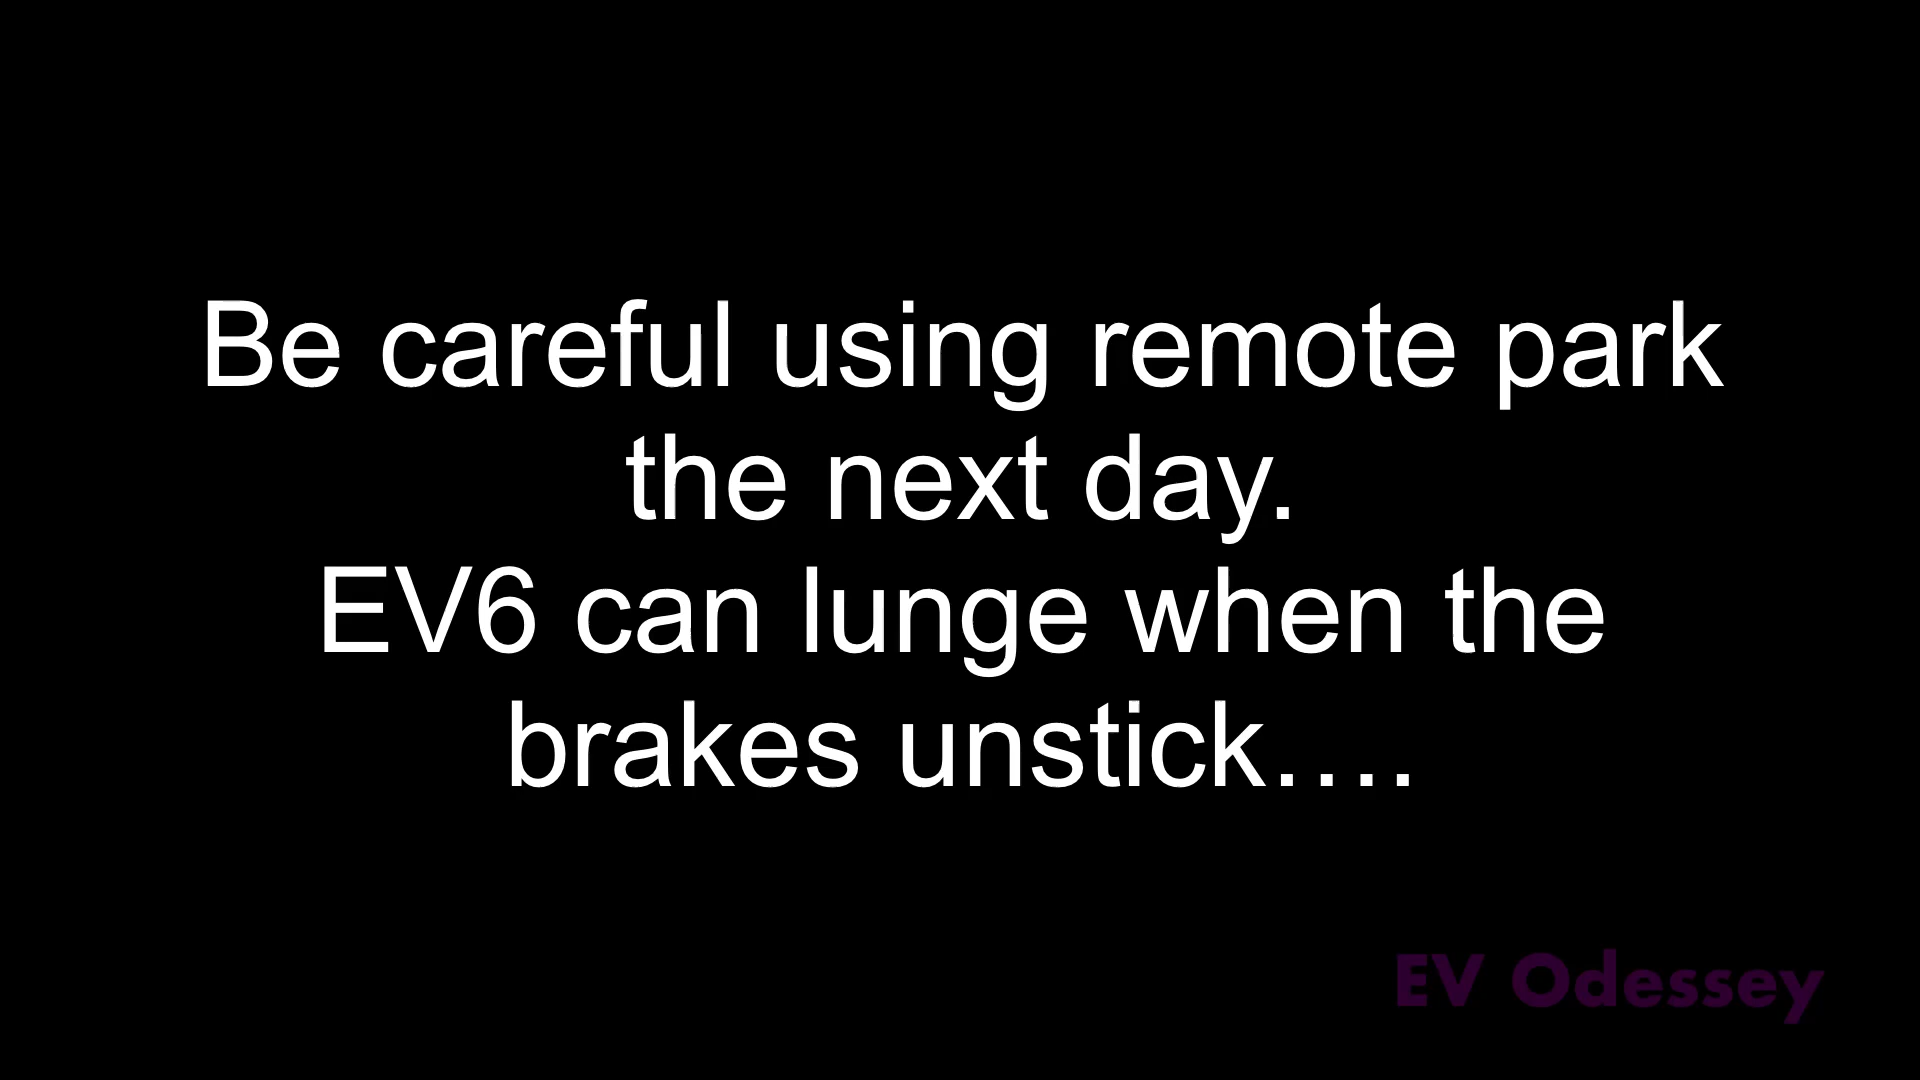 Be careful using remote park
the next day.
EV6 can lunge when the
brakes unstick….
EV Odessey